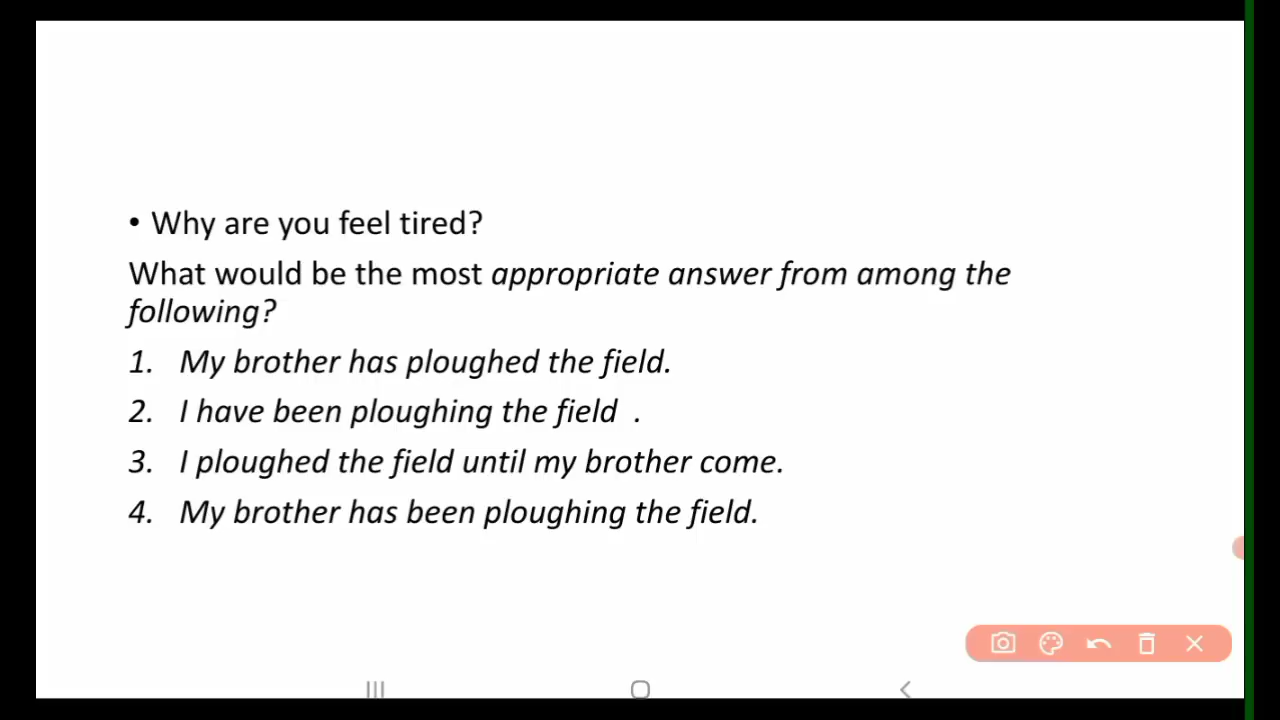 • Why are you feel tired?
What would be the most appropriate answer from among the
following?
1. My brother has ploughed the field.
2. I have been ploughing the field .
3. I ploughed the field until my brother come.
4. My brother has been ploughing the field.